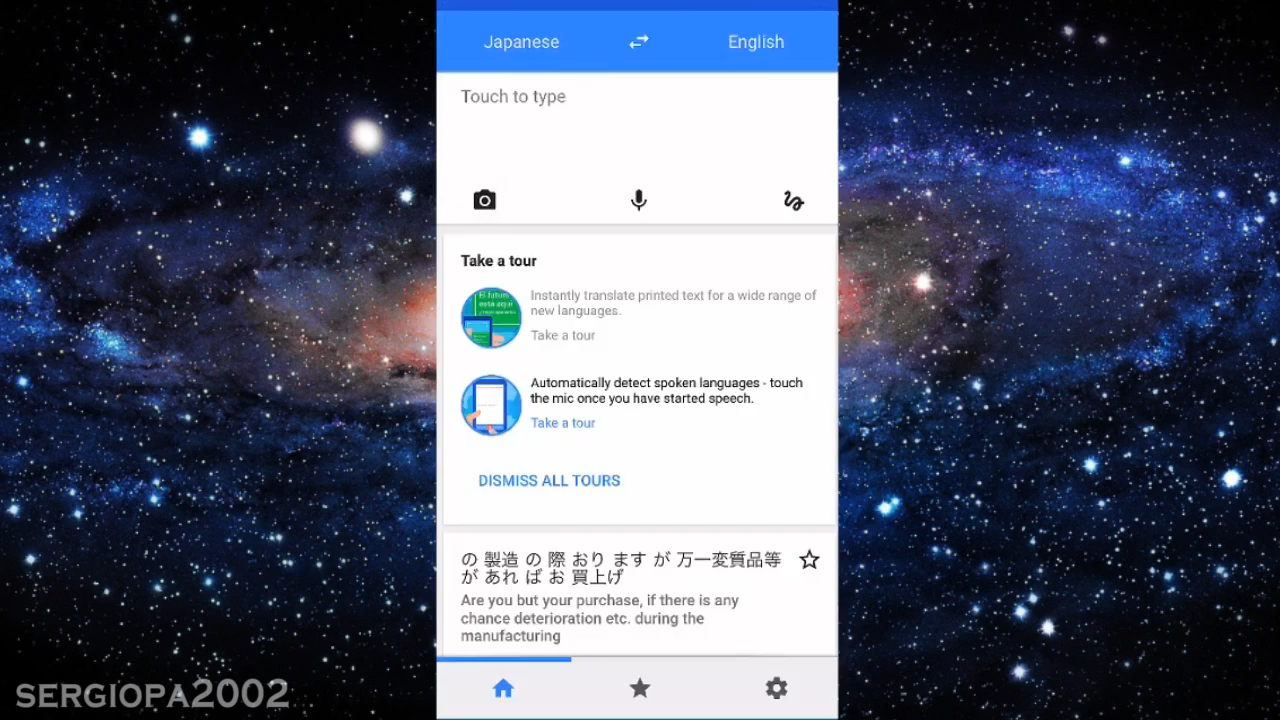 Japanese
English
Touch to type
Take a tour
El futuro
está aquí
Instantly translate printed text for a wide range of
new languages.
Take a tour
Automatically detect spoken languages - touch
the mic once you have started speech.
Take a tour
DISMISS ALL TOURS
の 製造 の 際 おり ます が 万一変質品等
が あれ ば お 買上げ
Are you but your purchase, if there is any
chance deterioration etc. during the
manufacturing
SERGIOPA2002